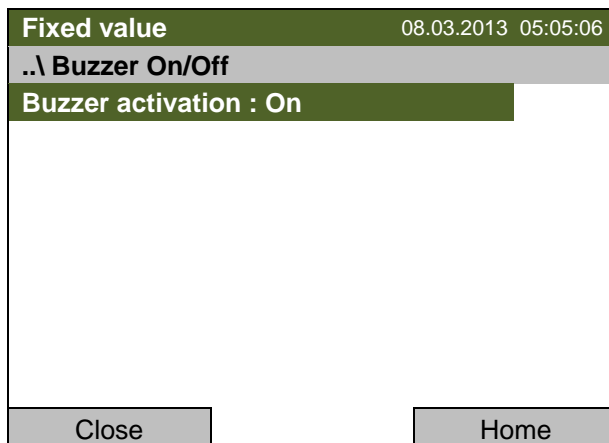 Fixed value 08.03.2013 05:05:06
..\ Buzzer On/Off
Buzzer activation : On
Close Home